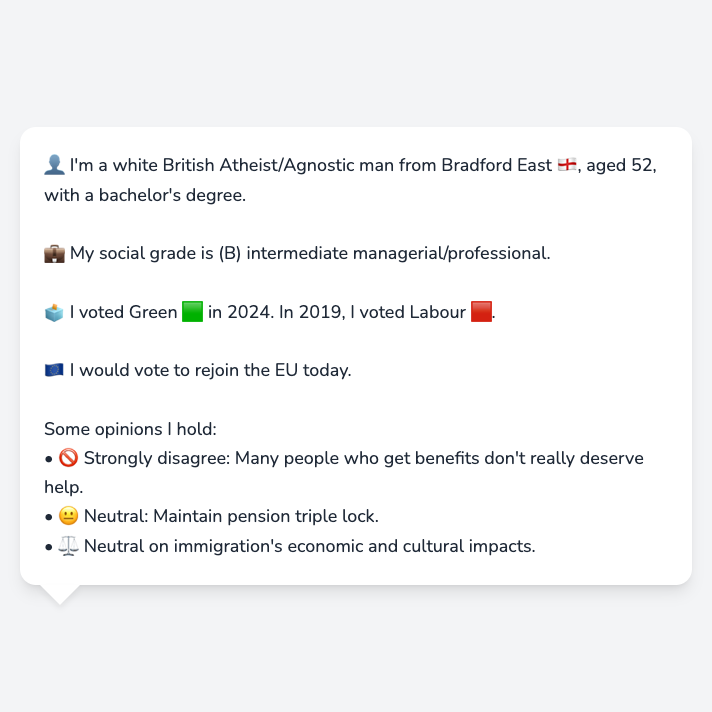 👤 I'm a white British Atheist/Agnostic man from Bradford East 🏴󠁧󠁢󠁥󠁮󠁧󠁿, aged 52,
with a bachelor's degree.
💼 My social grade is (B) intermediate managerial/professional.
🗳️ I voted Green 🟩 in 2024. In 2019, I voted Labour 🟥.
🇪🇺 I would vote to rejoin the EU today.
Some opinions I hold:
• 🚫 Strongly disagree: Many people who get benefits don't really deserve
help.
• 😐 Neutral: Maintain pension triple lock.
• ⚖️ Neutral on immigration's economic and cultural impacts.